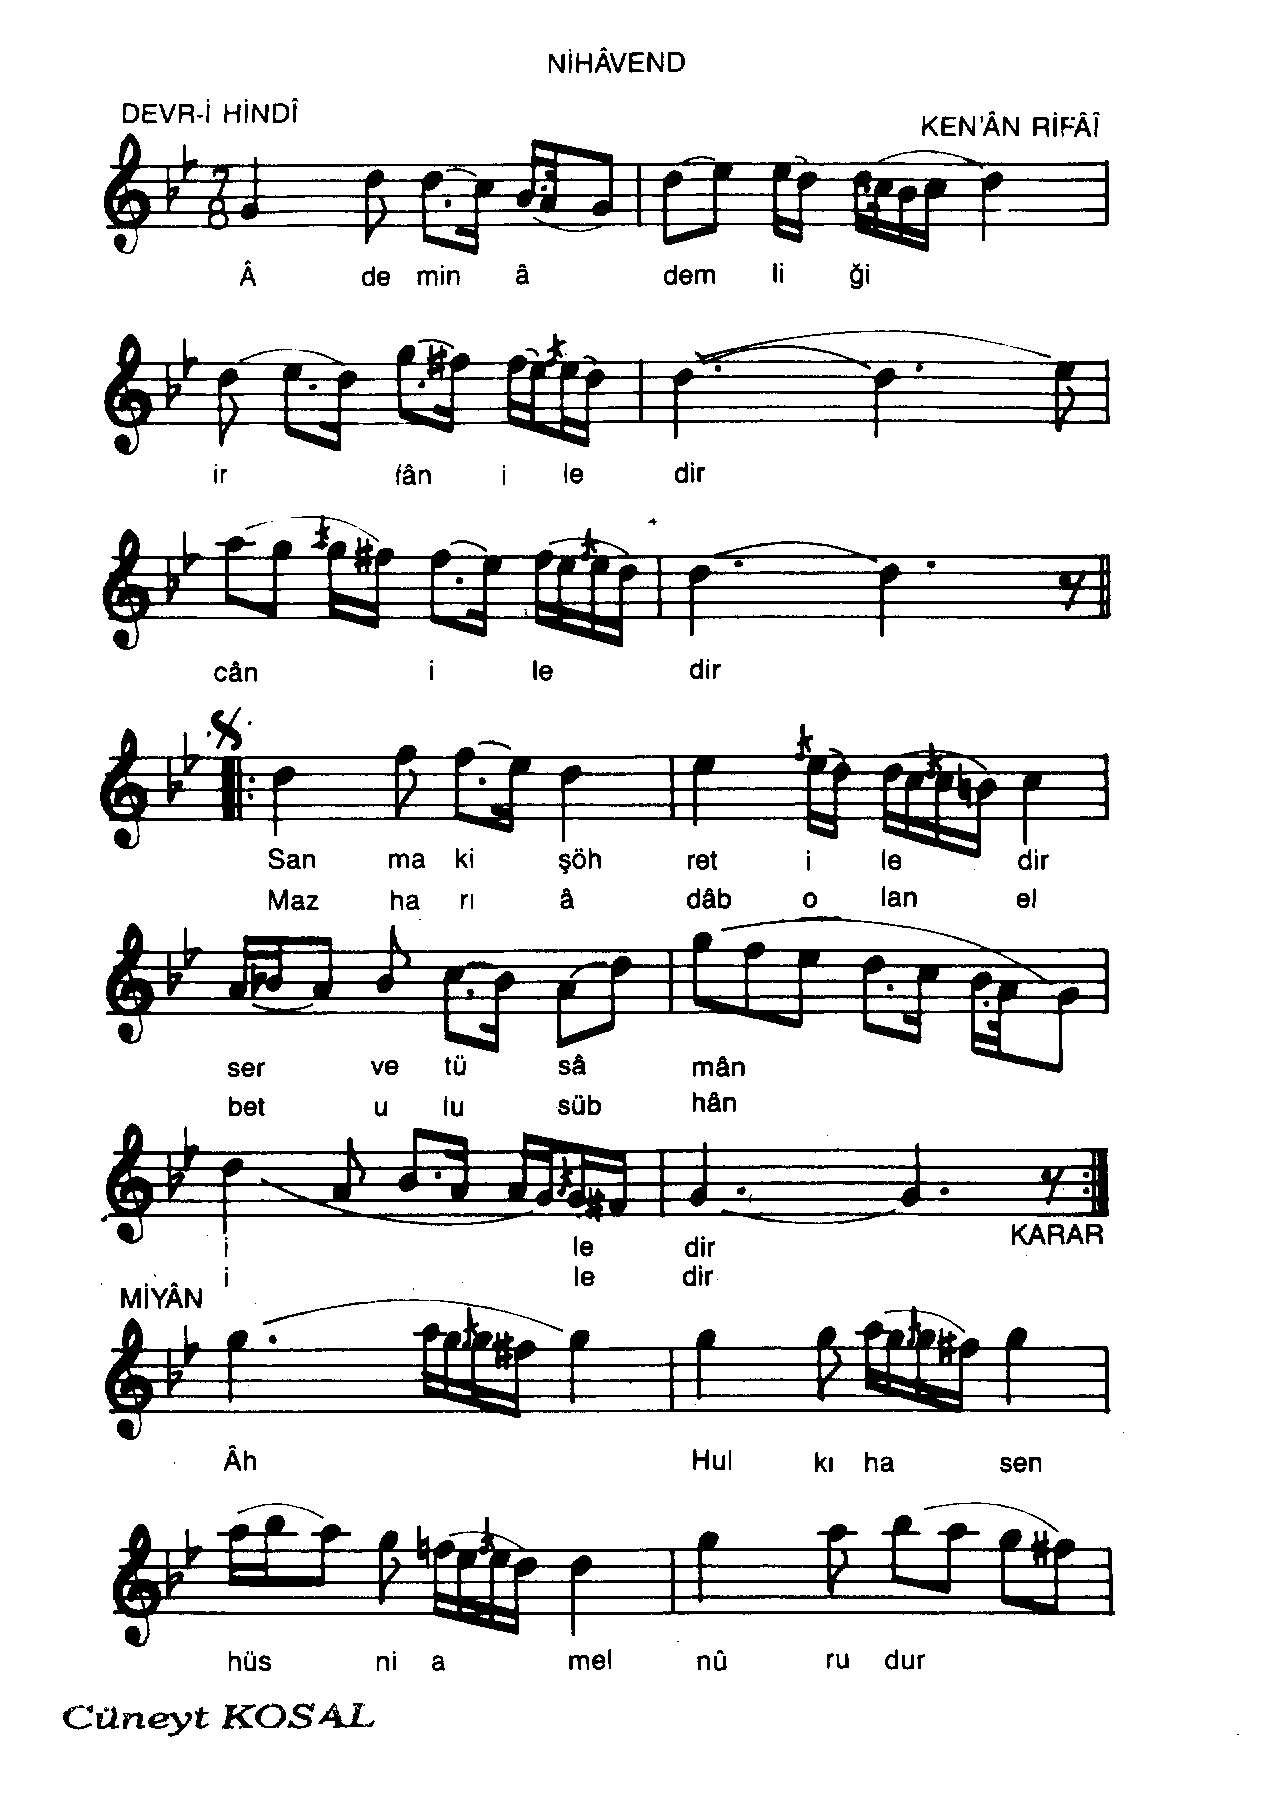 NİHÂVEND
DEVR-İ HİNDÎ
KEN'ÂN RİFÂÎ
7
8
 de min â dem li ği
ir fân i le dir
cân i le dir
San ma ki şöh ret i le dir
Maz ha rı â dâb o lan el
ser ve tü sâ mân
bet u lu süb hân
i le dir
KARAR
i le dir
MİYÂN
Âh Hul kı ha sen
hüs ni a mel nû ru dur
Cüneyt KOSAL